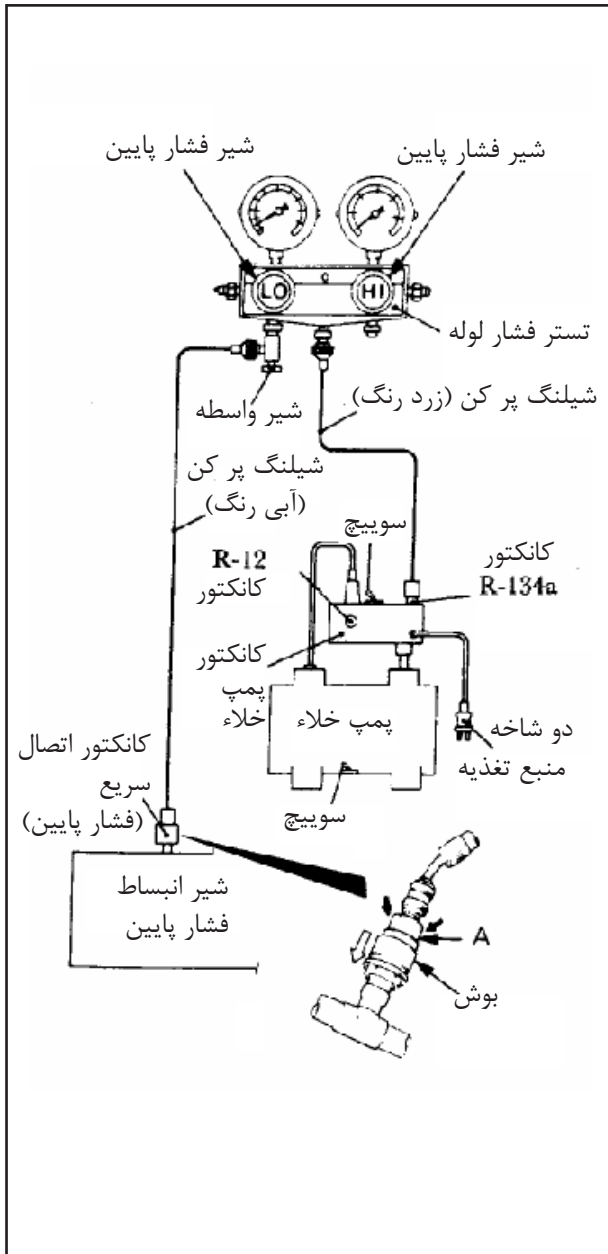 شیر فشار پایین
شیر فشار پایین
LO
HI
تستر فشار لوله
شیلنگ پر کن (زرد رنگ)
شیر واسطه
شیلنگ پر کن
(آبی رنگ)
سوییچ
R-12
کانکتور
کانکتور
R-134a
کانکتور
پمپ
خلاء
پمپ خلاء
دو شاخه
منبع تغذیه
سوییچ
کانکتور اتصال
سریع
(فشار پایین)
شیر انبساط
فشار پایین
A
بوش